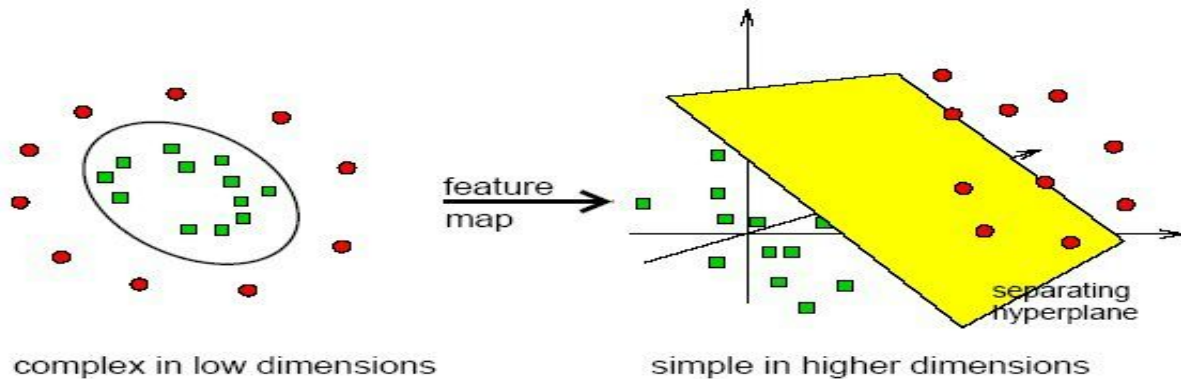 feature
map
separating
hyperplane
complex in low dimensions
simple in higher dimensions